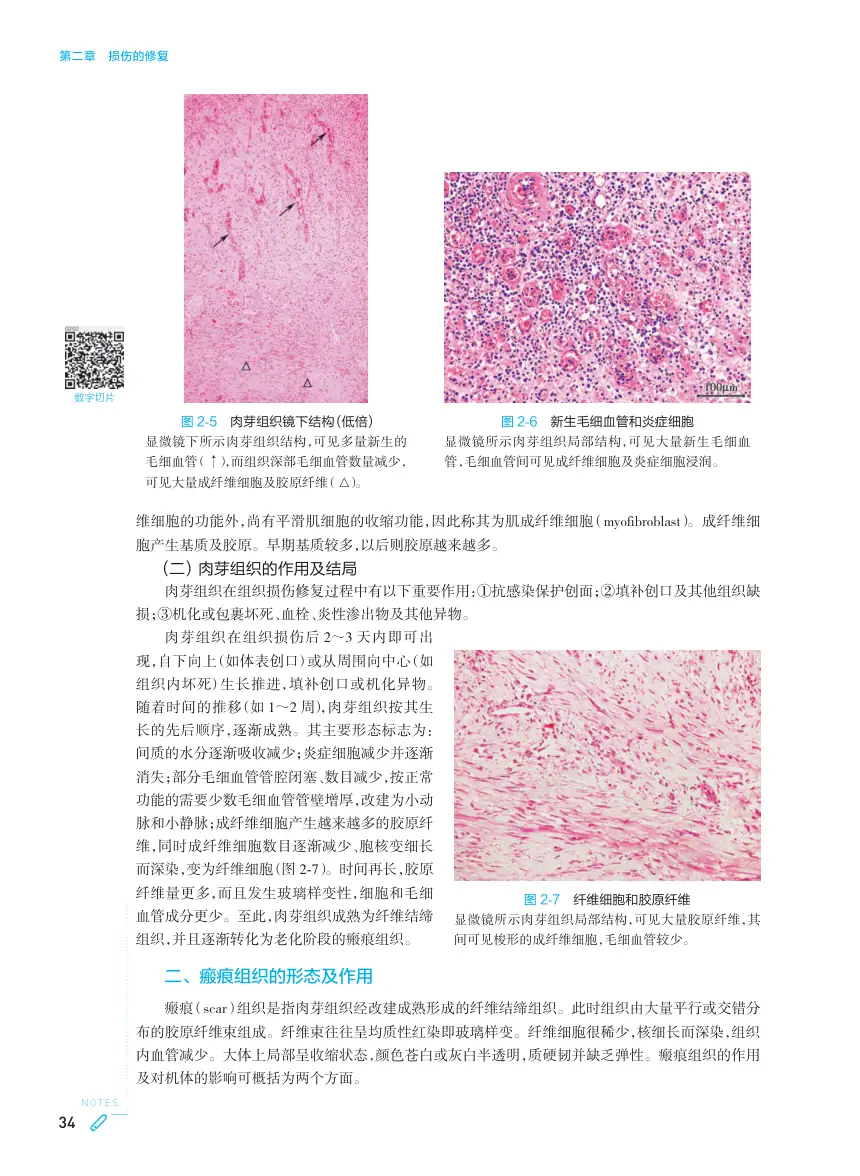 第二章 损伤的修复
0202
数字切片
△
△
图 2-5 肉芽组织镜下结构(低倍)
显微镜下所示肉芽组织结构,可见多量新生的
毛细血管(↑),而组织深部毛细血管数量减少,
可见大量成纤维细胞及胶原纤维(△)。
100μm
图 2-6 新生毛细血管和炎症细胞
显微镜所示肉芽组织局部结构,可见大量新生毛细血
管,毛细血管间可见成纤维细胞及炎症细胞浸润。
维细胞的功能外,尚有平滑肌细胞的收缩功能,因此称其为肌成纤维细胞(myofibroblast)。成纤维细
胞产生基质及胶原。早期基质较多,以后则胶原越来越多。
(二)肉芽组织的作用及结局
肉芽组织在组织损伤修复过程中有以下重要作用:①抗感染保护创面;②填补创口及其他组织缺
损;③机化或包裹坏死、血栓、炎性渗出物及其他异物。
肉芽组织在组织损伤后 2～3 天内即可出
现,自下向上(如体表创口)或从周围向中心(如
组织内坏死)生长推进,填补创口或机化异物。
随着时间的推移(如 1～2 周),肉芽组织按其生
长的先后顺序,逐渐成熟。其主要形态标志为:
间质的水分逐渐吸收减少;炎症细胞减少并逐渐
消失;部分毛细血管管腔闭塞、数目减少,按正常
功能的需要少数毛细血管管壁增厚,改建为小动
脉和小静脉;成纤维细胞产生越来越多的胶原纤
维,同时成纤维细胞数目逐渐减少、胞核变细长
而深染,变为纤维细胞(图 2-7)。时间再长,胶原
纤维量更多,而且发生玻璃样变性,细胞和毛细
血管成分更少。至此,肉芽组织成熟为纤维结缔
组织,并且逐渐转化为老化阶段的瘢痕组织。
图 2-7 纤维细胞和胶原纤维
显微镜所示肉芽组织局部结构,可见大量胶原纤维,其
间可见梭形的成纤维细胞,毛细血管较少。
二、瘢痕组织的形态及作用
瘢痕(scar)组织是指肉芽组织经改建成熟形成的纤维结缔组织。此时组织由大量平行或交错分
布的胶原纤维束组成。纤维束往往呈均质性红染即玻璃样变。纤维细胞很稀少,核细长而深染,组织
内血管减少。大体上局部呈收缩状态,颜色苍白或灰白半透明,质硬韧并缺乏弹性。瘢痕组织的作用
及对机体的影响可概括为两个方面。
NOTES
34